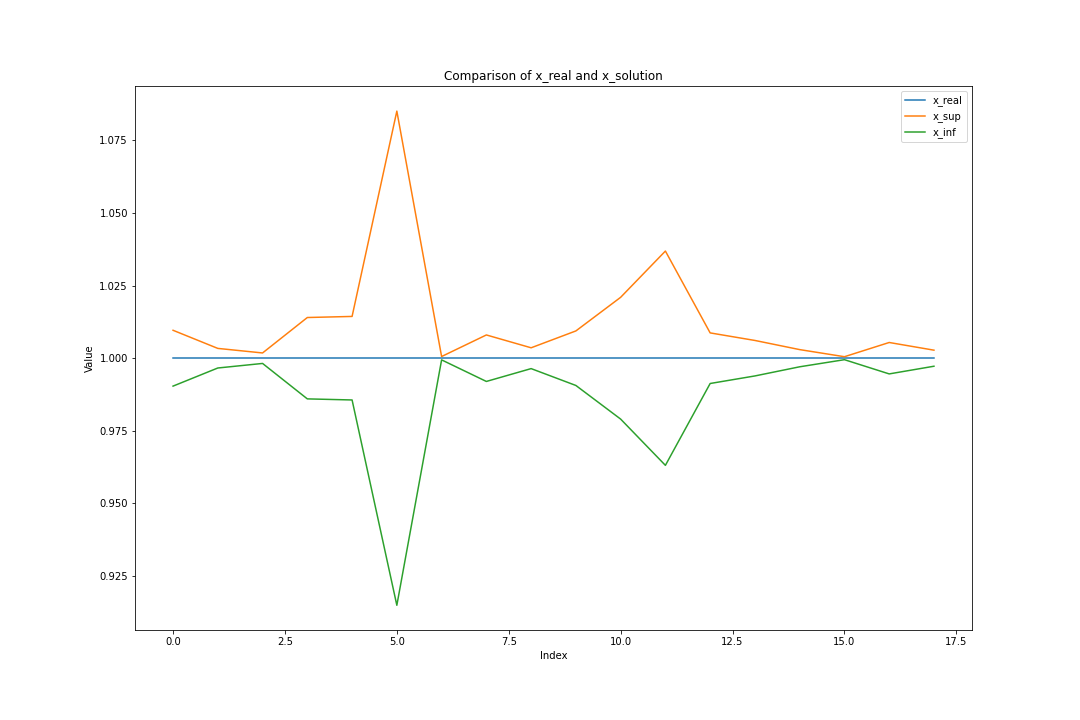 Comparison of x_real and x_solution
x_real
x_sup
x_inf
1.075
1.050
1.025
1.000
0.975
0.950
0.925
Value
0.0 2.5 5.0 7.5 10.0 12.5 15.0 17.5
Index